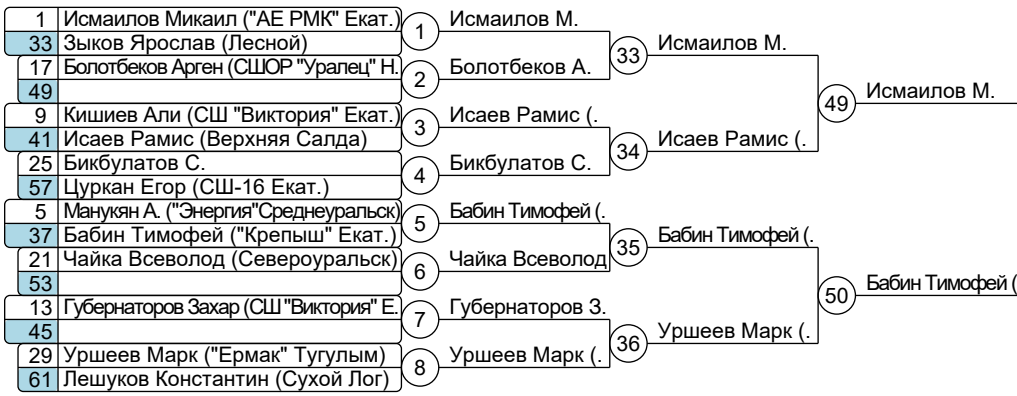 1 Исмаилов Микаил ("АЕ РМК" Екат.)
33 Зыков Ярослав (Лесной)
17 Болотбеков Арген (СШОР "Уралец" Н.
49
9 Кишиев Али (СШ "Виктория" Екат.)
41 Исаев Рамис (Верхняя Салда)
25 Бикбулатов С.
57 Цуркан Егор (СШ-16 Екат.)
5 Манукян А. ("Энергия"Среднеуральск)
37 Бабин Тимофей ("Крепыш" Екат.)
21 Чайка Всеволод (Североуральск)
53
13 Губернаторов Захар (СШ "Виктория" Е.
45
29 Уршеев Марк ("Ермак" Тугулым)
61 Лешуков Константин (Сухой Лог)
1 Исмаилов М.
2 Болотбеков А.
3 Исаев Рамис (.
4 Бикбулатов С.
5 Бабин Тимофей (.
6 Чайка Всеволод
7 Губернаторов З.
8 Уршеев Марк (.
33 Исмаилов М.
34 Исаев Рамис (.
35 Бабин Тимофей (.
36 Уршеев Марк (.
49 Исмаилов М.
50 Бабин Тимофей (